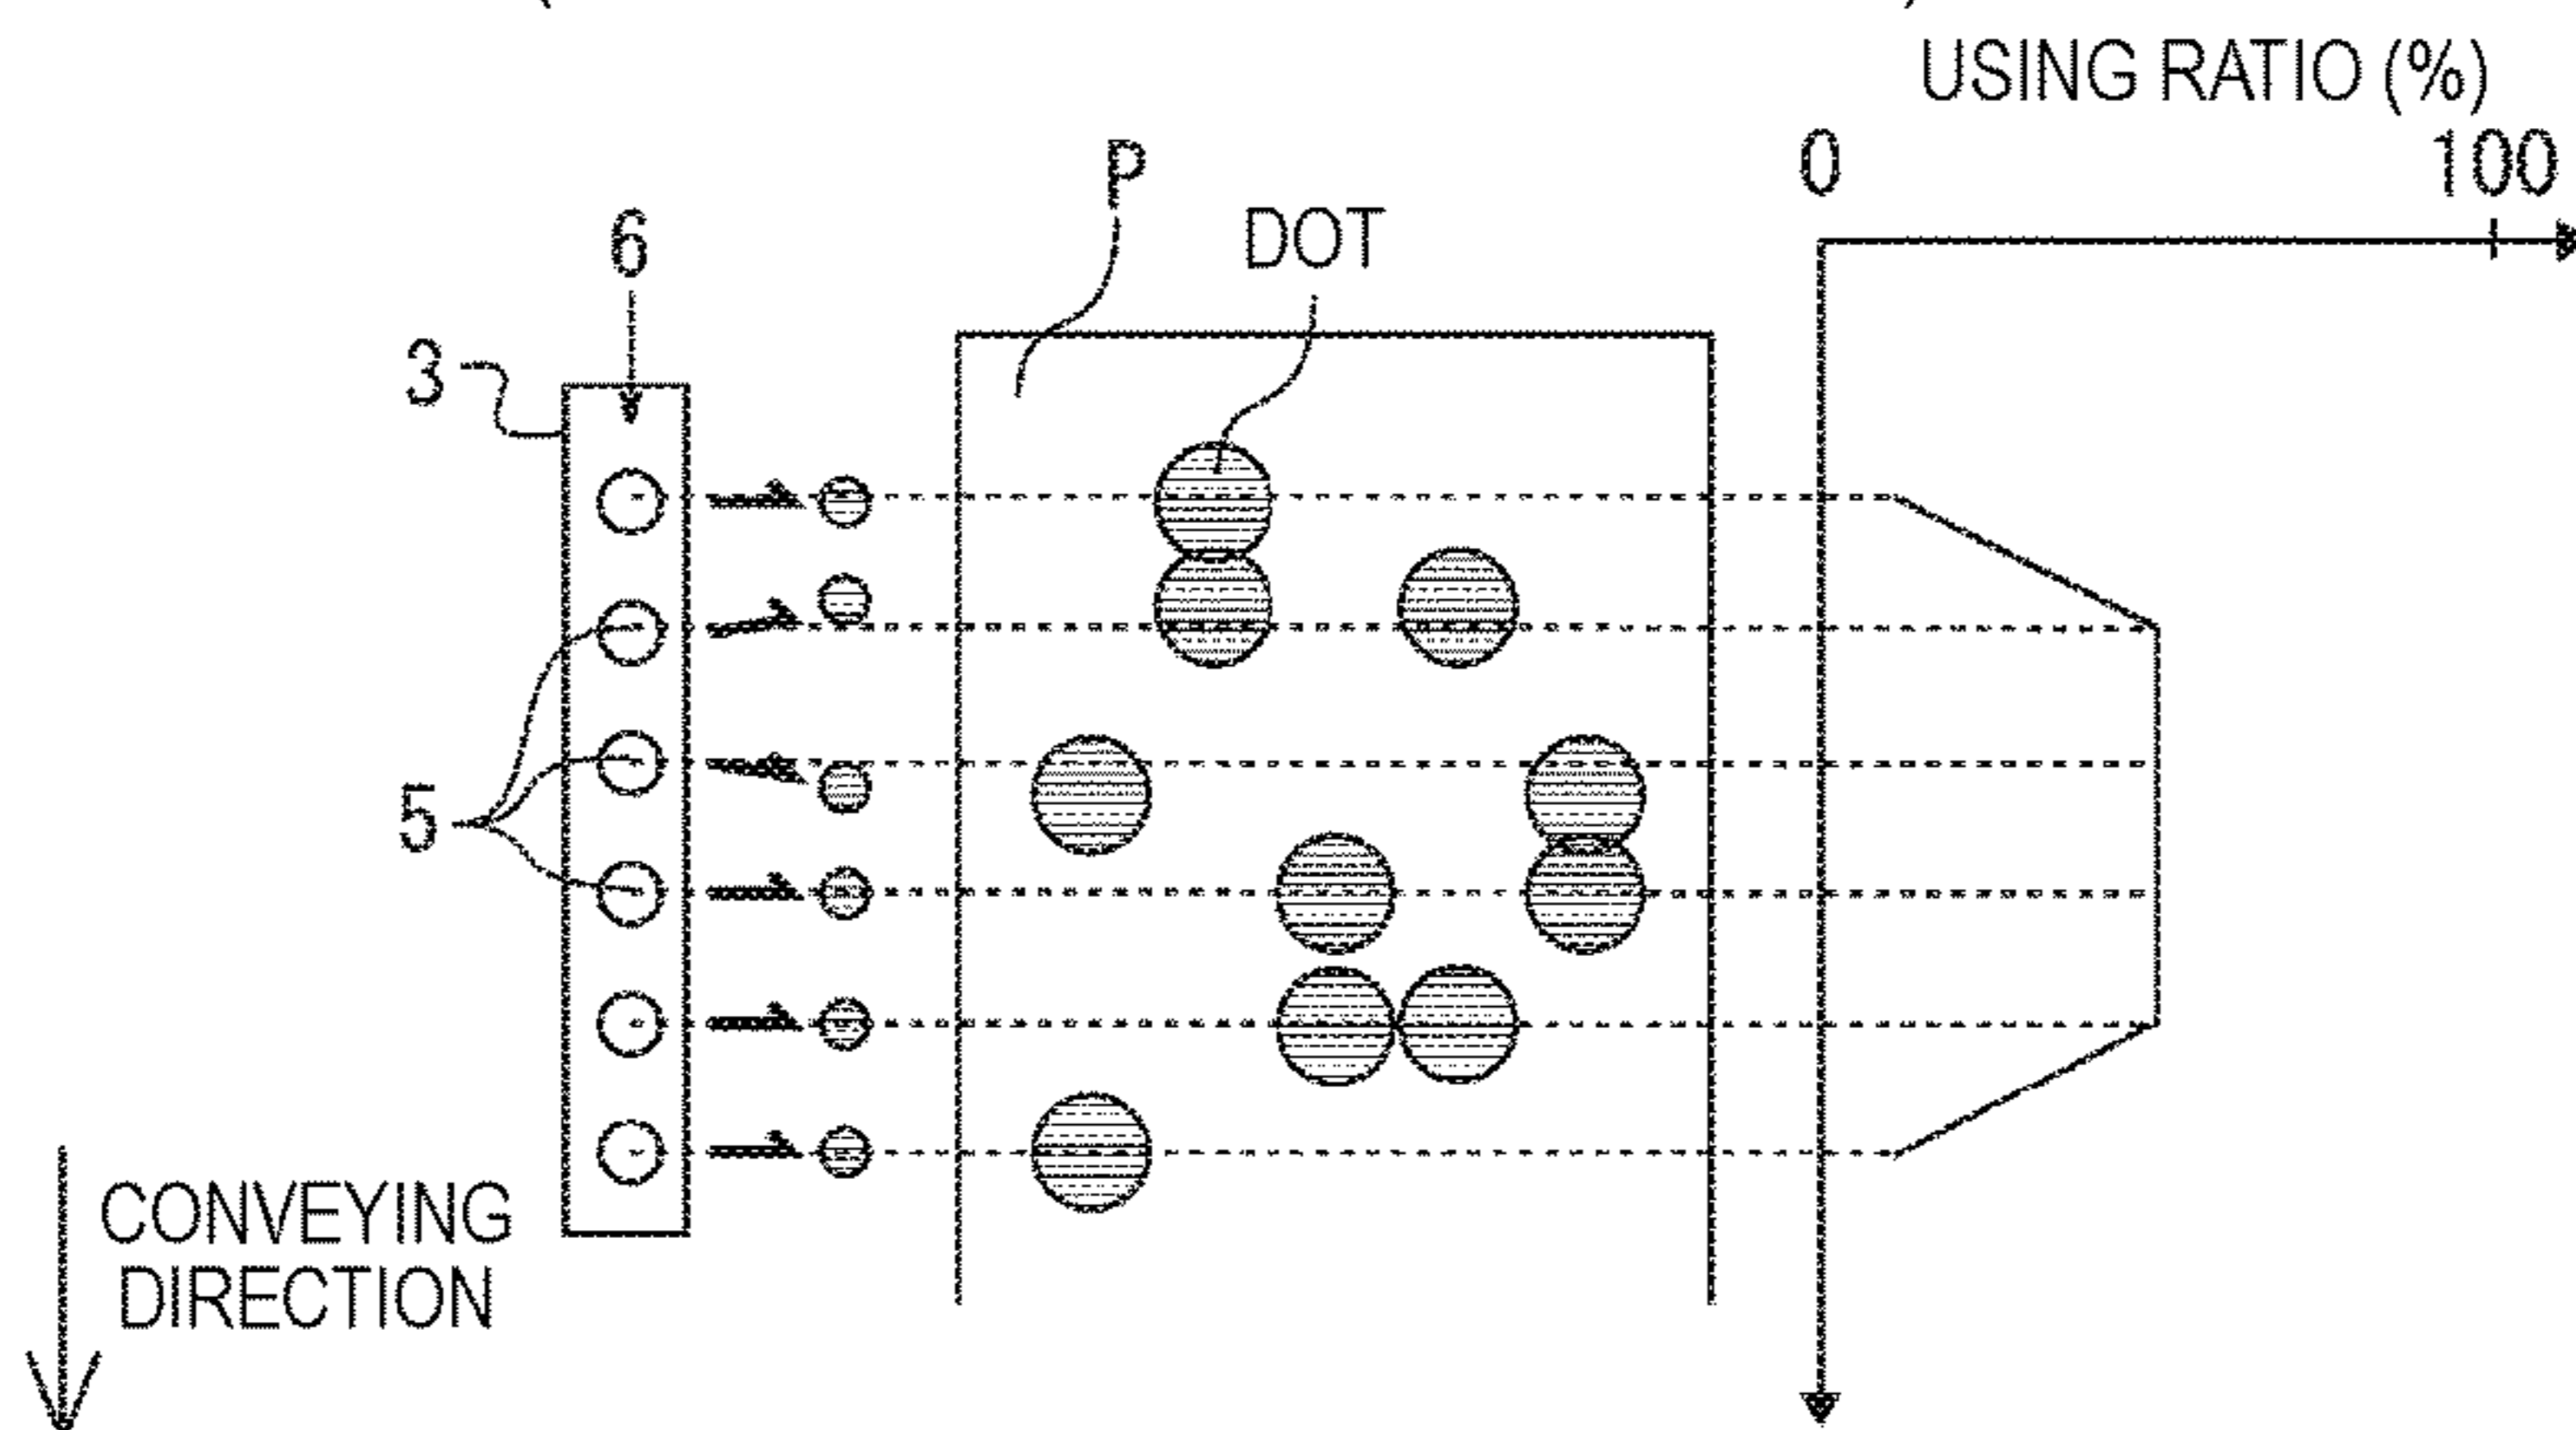 USING RATIO (%)
0
100
P
DOT
6
3
5
CONVEYING
DIRECTION